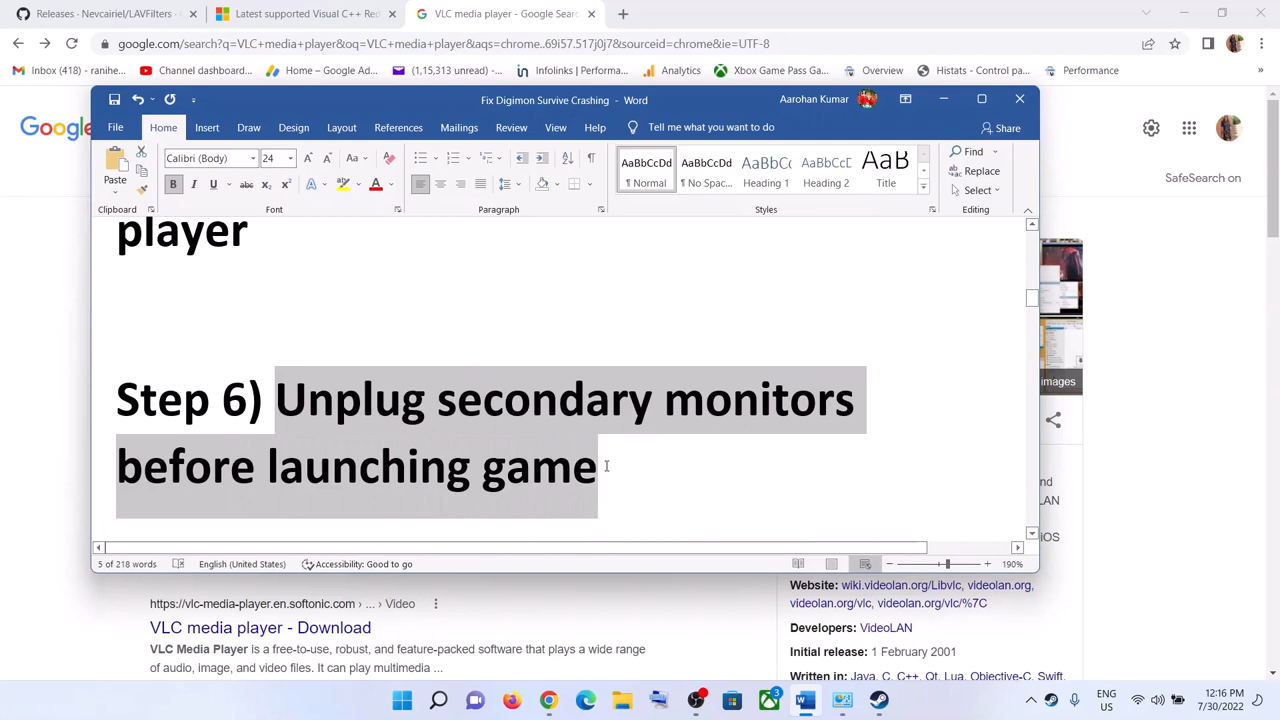 Releases · Nevcairiel/LAVFilters ·
Latest supported Visual C++ Red
VLC media player - Google Searc
google.com/search?q=VLC+media+player&oq=VLC+media+player&aqs=chrome..69i57.517j0j7&sourceid=chrome&ie=UTF-8
Inbox (418) - ranihe...
Channel dashboard...
Home – Google Ad...
(1,15,313 unread) -...
Infolinks | Performa...
Analytics
Xbox Game Pass Ga...
Overview
Histats - Control pa...
Performance
»
Fix Digimon Survive Crashing - Word
Aarohan Kumar
File
Home
Insert
Draw
Design
Layout
References
Mailings
Review
View
Help
Tell me what you want to do
Share
Paste
Calibri (Body)
24
Clipboard
Font
Paragraph
AaBbCcDd
¶ Normal
AaBbCcDd
¶ No Spac...
AaBbCc
Heading 1
AaBbCcD
Heading 2
AaB
Title
Styles
Find
Replace
Select
Editing
Google
SafeSearch on
player
Step 6) Unplug secondary monitors
before launching game
5 of 218 words
English (United States)
Accessibility: Good to go
190%
images
https://vlc-media-player.en.softonic.com › ... › Video
VLC media player - Download
VLC Media Player is a free-to-use, robust, and feature-packed software that plays a wide range
of audio, image, and video files. It can play multimedia ...
nd
LAN
iOS
Website: wiki.videolan.org/Libvlc, videolan.org,
videolan.org/vlc, videolan.org/vlc/%7C
Developers: VideoLAN
Initial release: 1 February 2001
Written in: Java, C, C++, Qt, Lua, Objective-C, Swift,
3
ENG
US
12:16 PM
7/30/2022